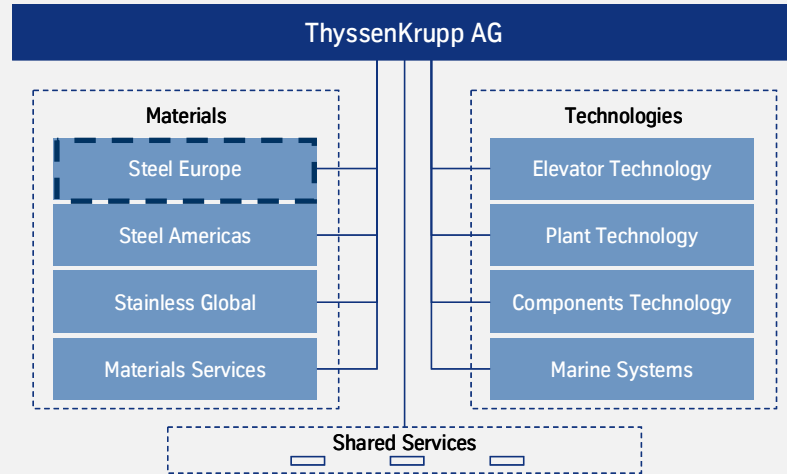 ThyssenKrupp AG
Materials
Steel Europe
Steel Americas
Stainless Global
Materials Services
Technologies
Elevator Technology
Plant Technology
Components Technology
Marine Systems
Shared Services